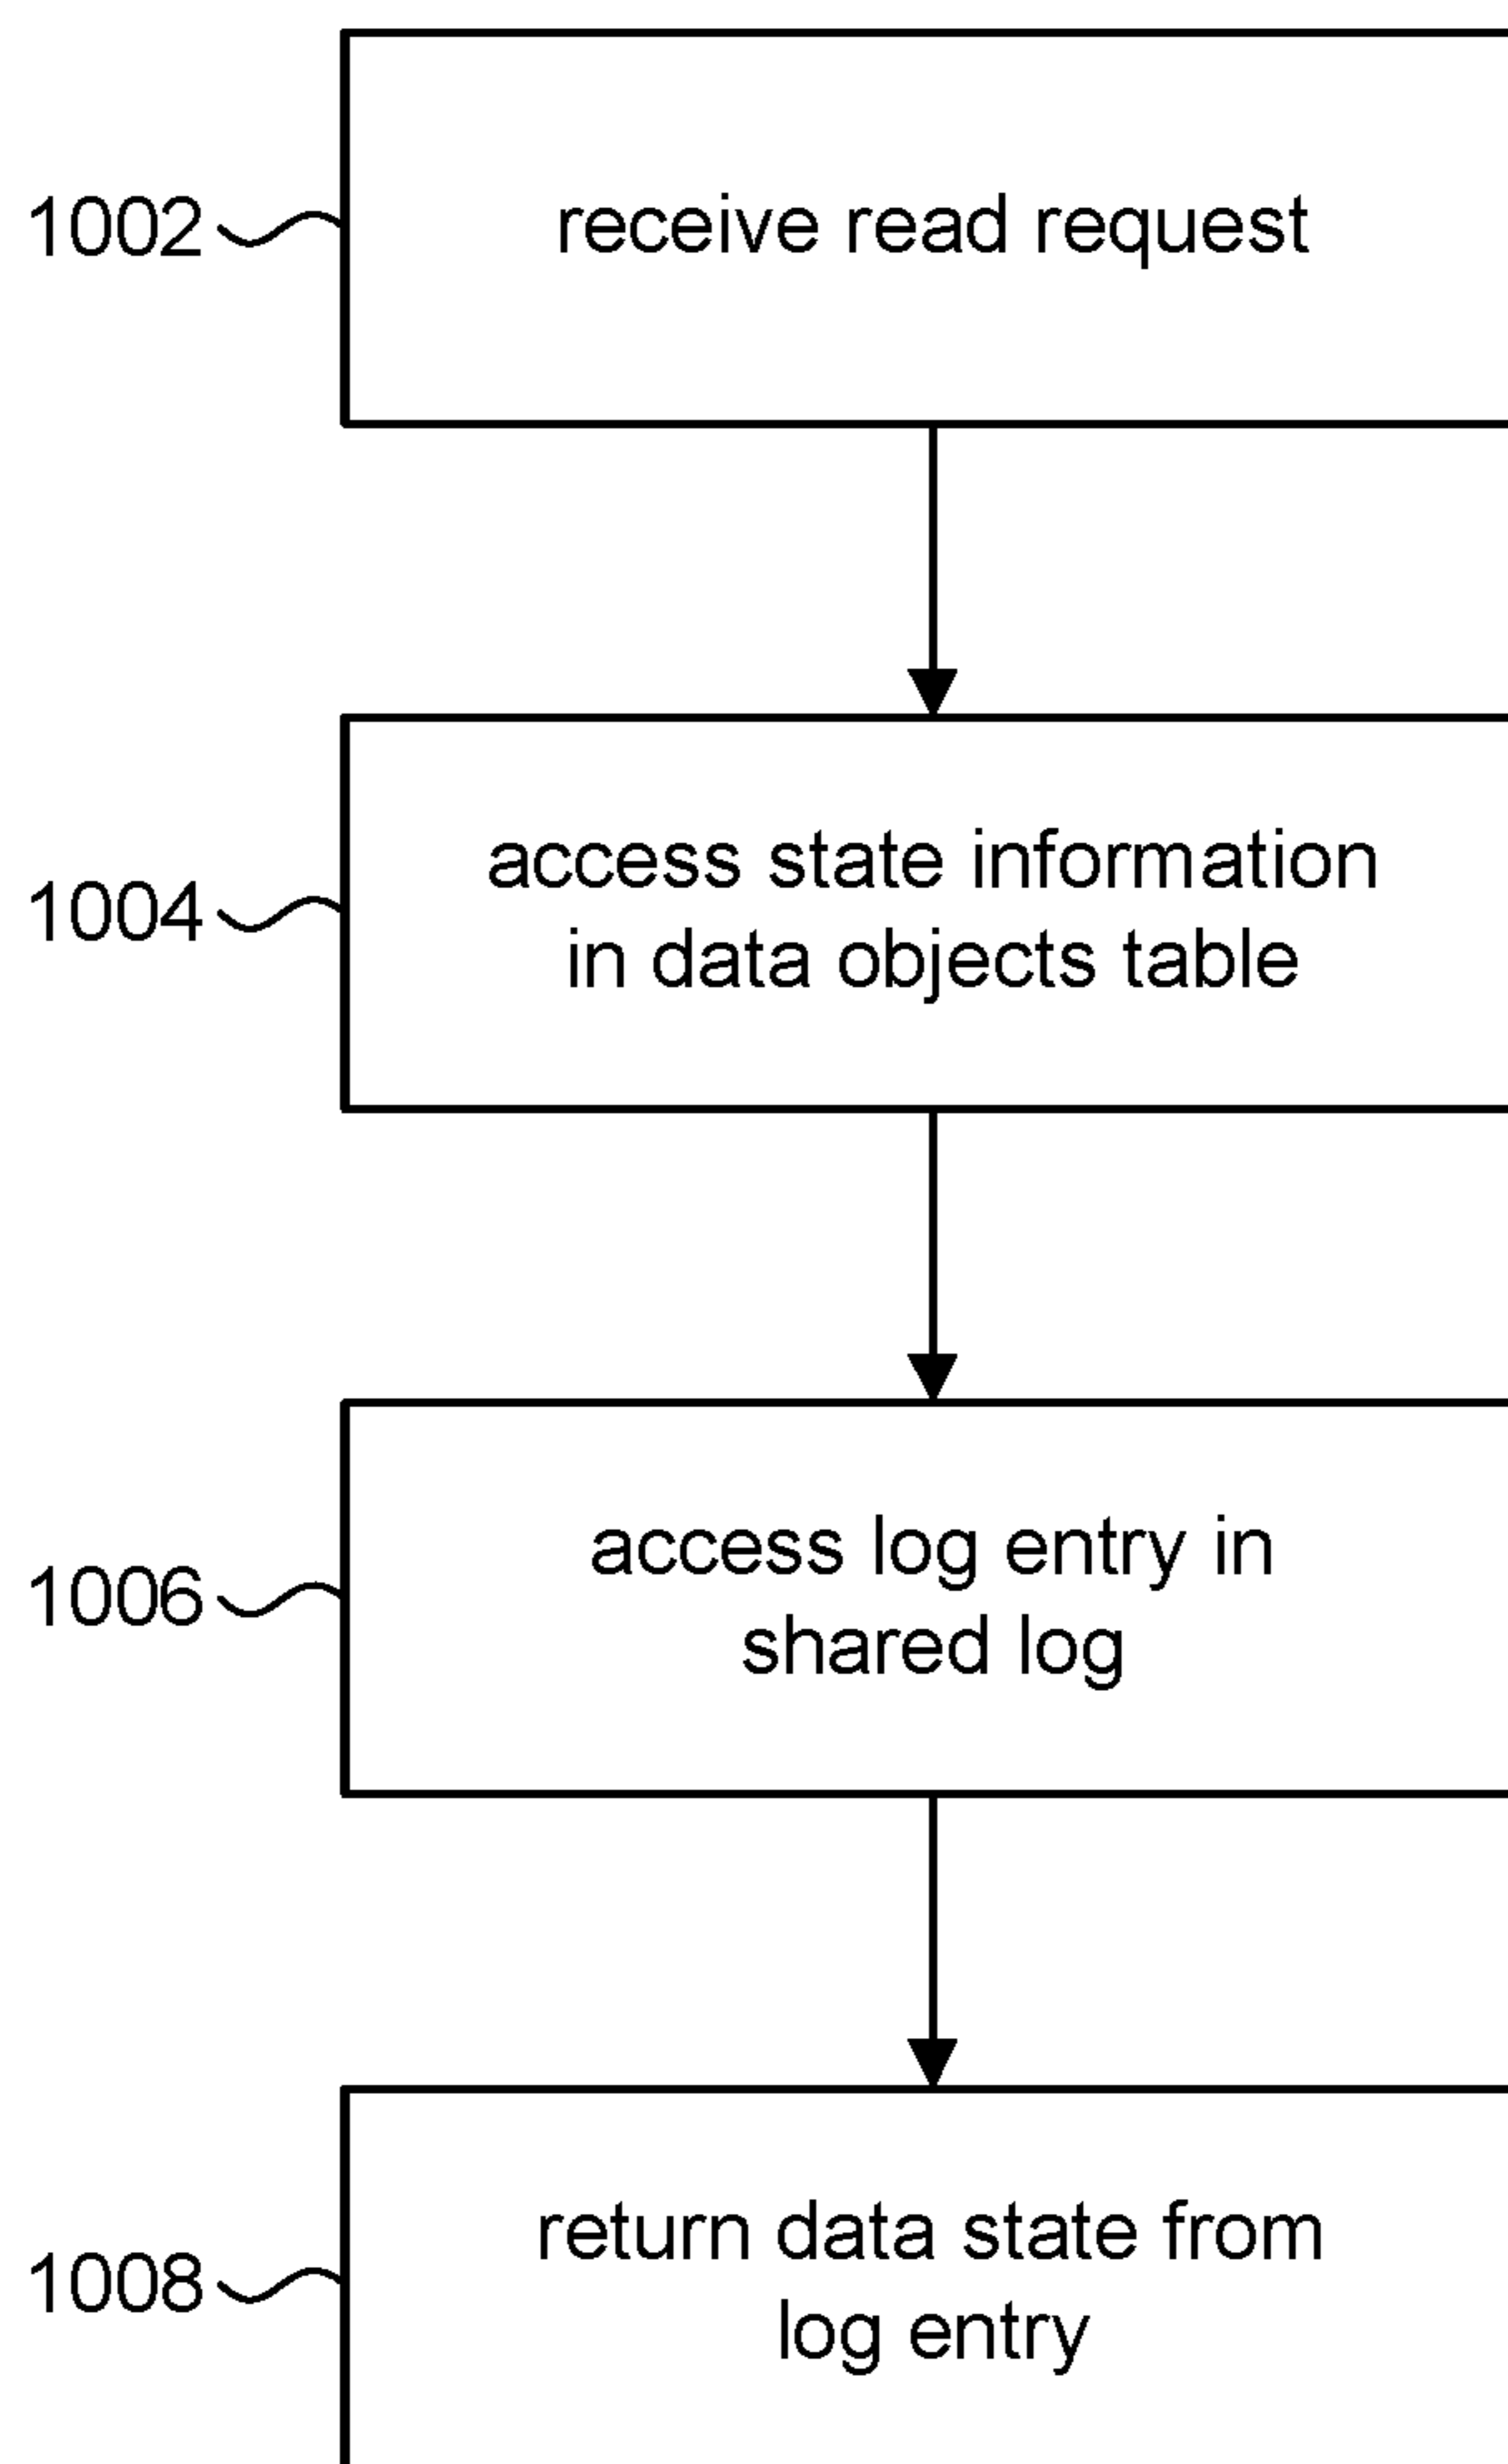 1002
receive read request
1004
access state information
in data objects table
1006
access log entry in
shared log
1008
return data state from
log entry